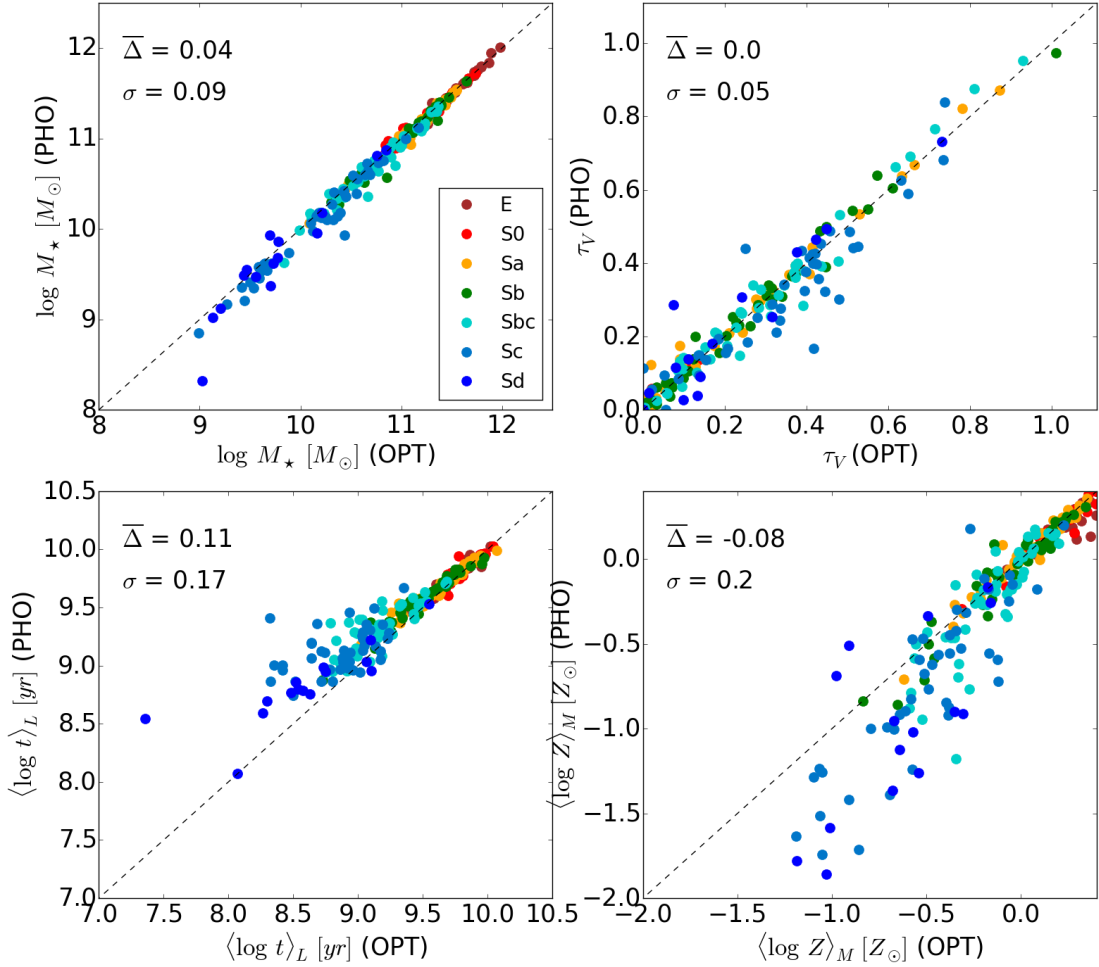 Δ̅ = 0.04
σ = 0.09
log M⋆ [M⊙] (PHO)
12
11
10
9
8
E
S0
Sa
Sb
Sbc
Sc
Sd
8 9 10 11 12
log M⋆ [M⊙] (OPT)
Δ̅ = 0.0
σ = 0.05
τV (PHO)
1.0
0.8
0.6
0.4
0.2
0.0
0.0 0.2 0.4 0.6 0.8 1.0
τV (OPT)
Δ̅ = 0.11
σ = 0.17
⟨log t⟩L [yr] (PHO)
10.5
10.0
9.5
9.0
8.5
8.0
7.5
7.0
7.0 7.5 8.0 8.5 9.0 9.5 10.0 10.5
⟨log t⟩L [yr] (OPT)
Δ̅ = -0.08
σ = 0.2
⟨log Z⟩M [Z⊙] (PHO)
0.0
−0.5
−1.0
−1.5
−2.0
−2.0 −1.5 −1.0 −0.5 0.0
⟨log Z⟩M [Z⊙] (OPT)